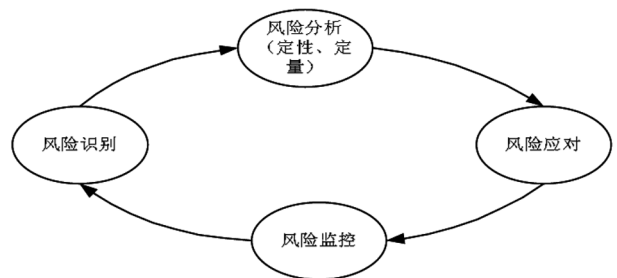 风险分析
（定性、定
量）
风险识别
风险应对
风险监控